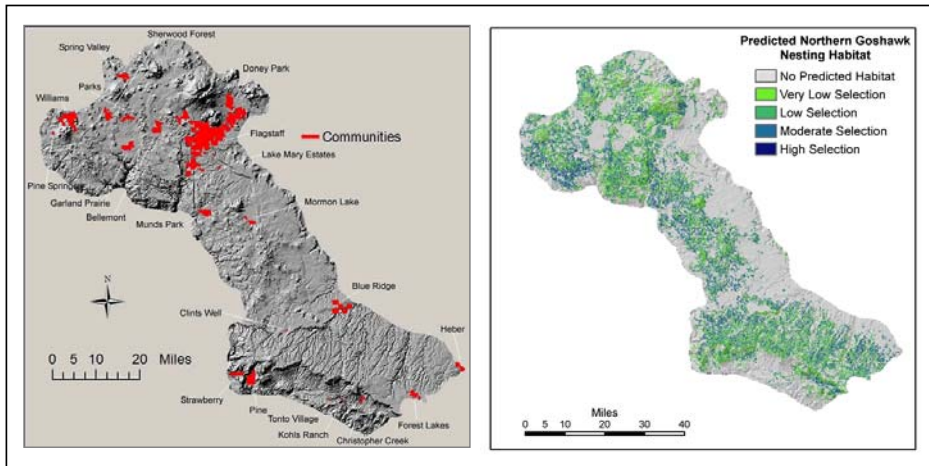 Sherwood Forest
Spring Valley
Doney Park
Parks
Williams
Communities
Flagstaff
Lake Mary Estates
Pine Springs
Garland Prairie
Mormon Lake
Bellemont
Munds Park
N
Blue Ridge
Clints Well
Heber
0 5 10 20 Miles
Strawberry
Pine
Forest Lakes
Tonto Village
Kohls Ranch
Christopher Creek
Predicted Northern Goshawk
Nesting Habitat
No Predicted Habitat
Very Low Selection
Low Selection
Moderate Selection
High Selection
Miles
0 5 10 20 30 40